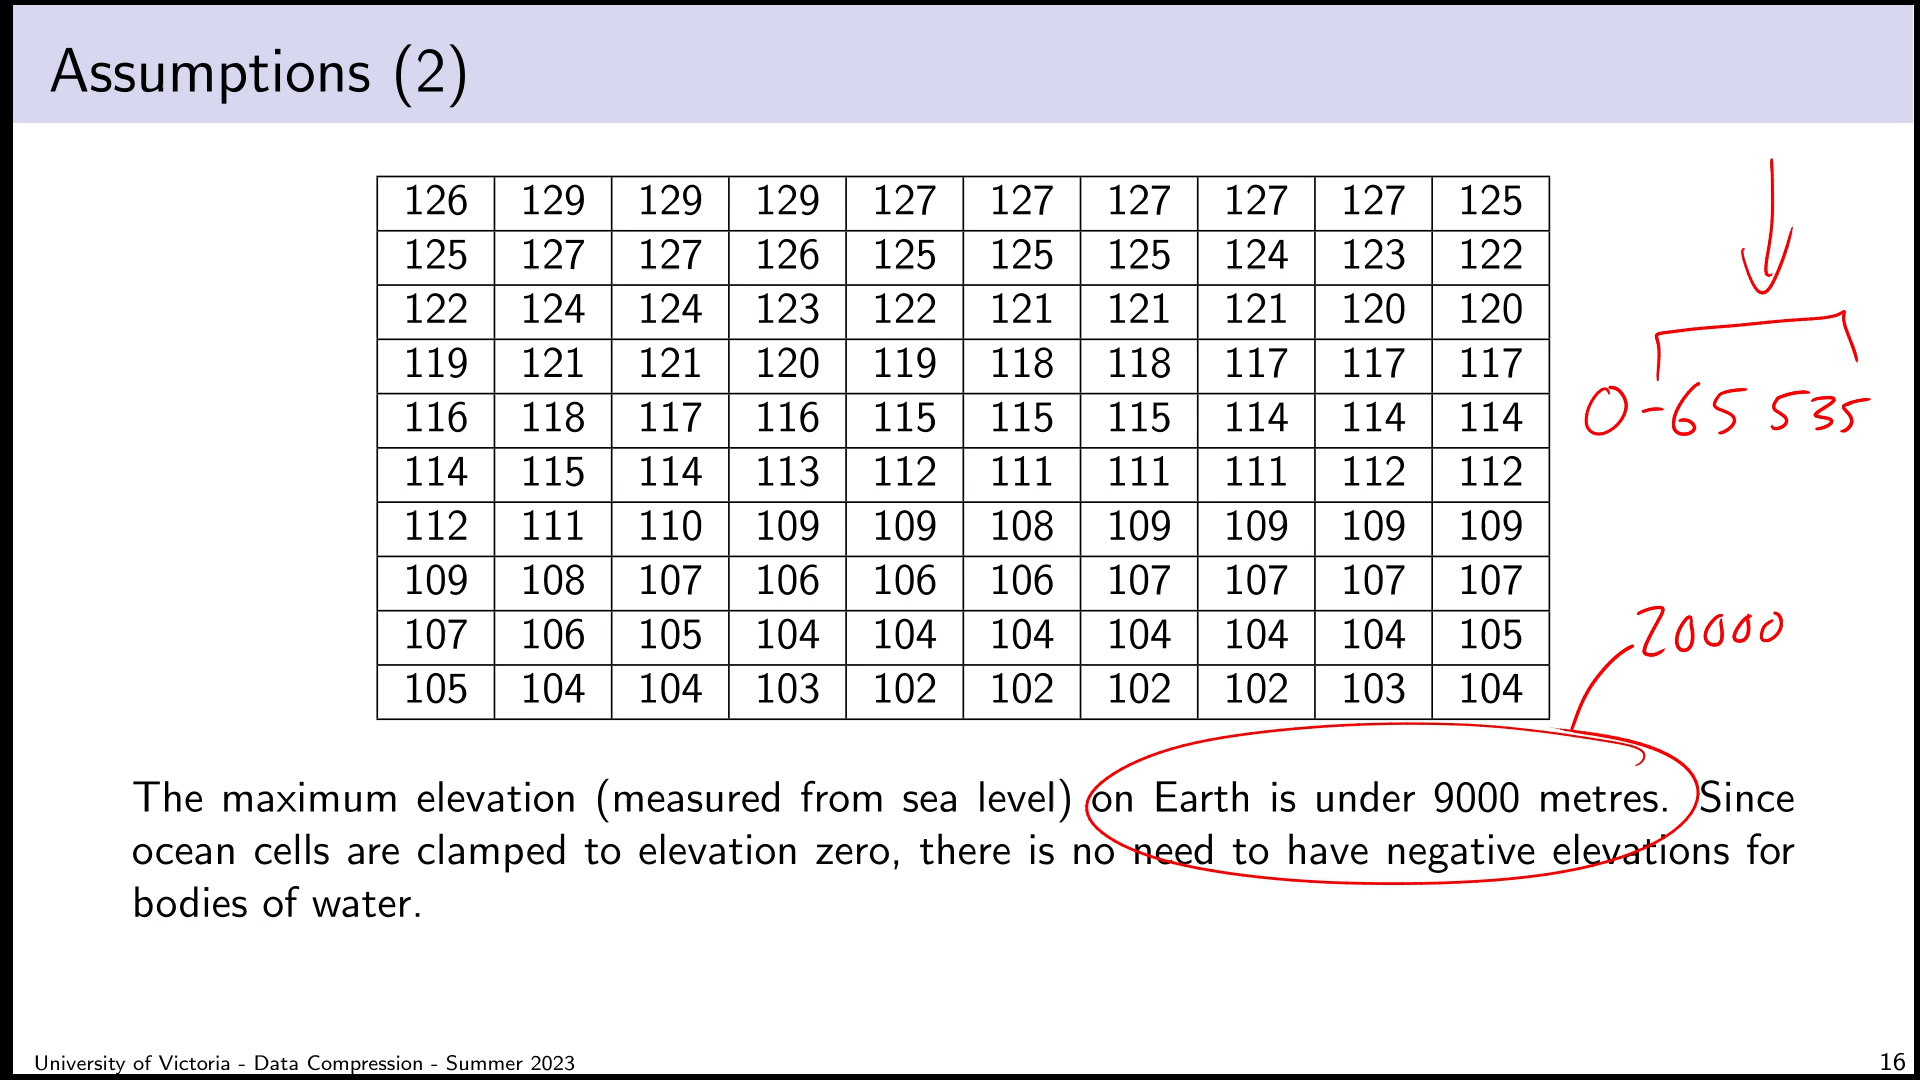 Assumptions (2)
126 129 129 129 127 127 127 127 127 125
125 127 127 126 125 125 125 124 123 122
122 124 124 123 122 121 121 121 120 120
119 121 121 120 119 118 118 117 117 117
0-65 535
116 118 117 116 115 115 115 114 114 114
114 115 114 113 112 111 111 111 112 112
112 111 110 109 109 108 109 109 109 109
109 108 107 106 106 106 107 107 107 107
107 106 105 104 104 104 104 104 104 105
20000
105 104 104 103 102 102 102 102 103 104
The maximum elevation (measured from sea level) on Earth is under 9000 metres. Since
ocean cells are clamped to elevation zero, there is no need to have negative elevations for
bodies of water.
University of Victoria - Data Compression - Summer 2023
16